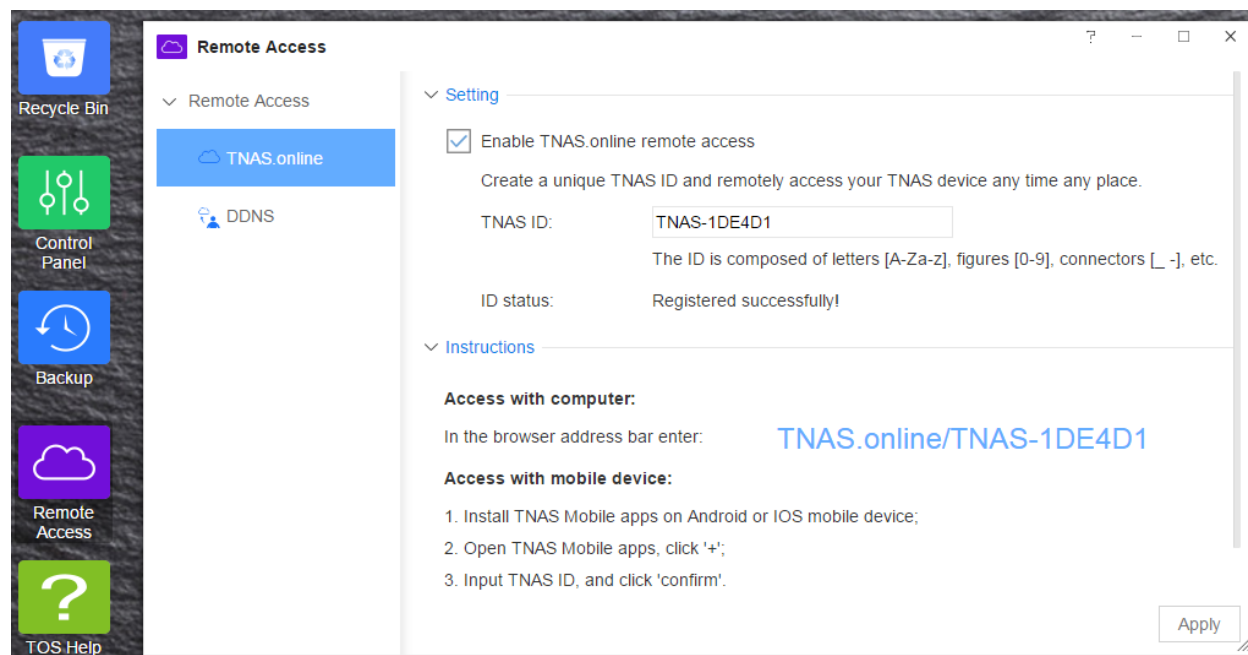 Recycle Bin
Control
Panel
Backup
Remote
Access
TOS Help
Remote Access
?
Remote Access
TNAS.online
DDNS
Setting
Enable TNAS.online remote access
Create a unique TNAS ID and remotely access your TNAS device any time any place.
TNAS ID: TNAS-1DE4D1
The ID is composed of letters [A-Za-z], figures [0-9], connectors [_ -], etc.
ID status: Registered successfully!
Instructions
Access with computer:
In the browser address bar enter: TNAS.online/TNAS-1DE4D1
Access with mobile device:
1. Install TNAS Mobile apps on Android or IOS mobile device;
2. Open TNAS Mobile apps, click '+';
3. Input TNAS ID, and click 'confirm'.
Apply